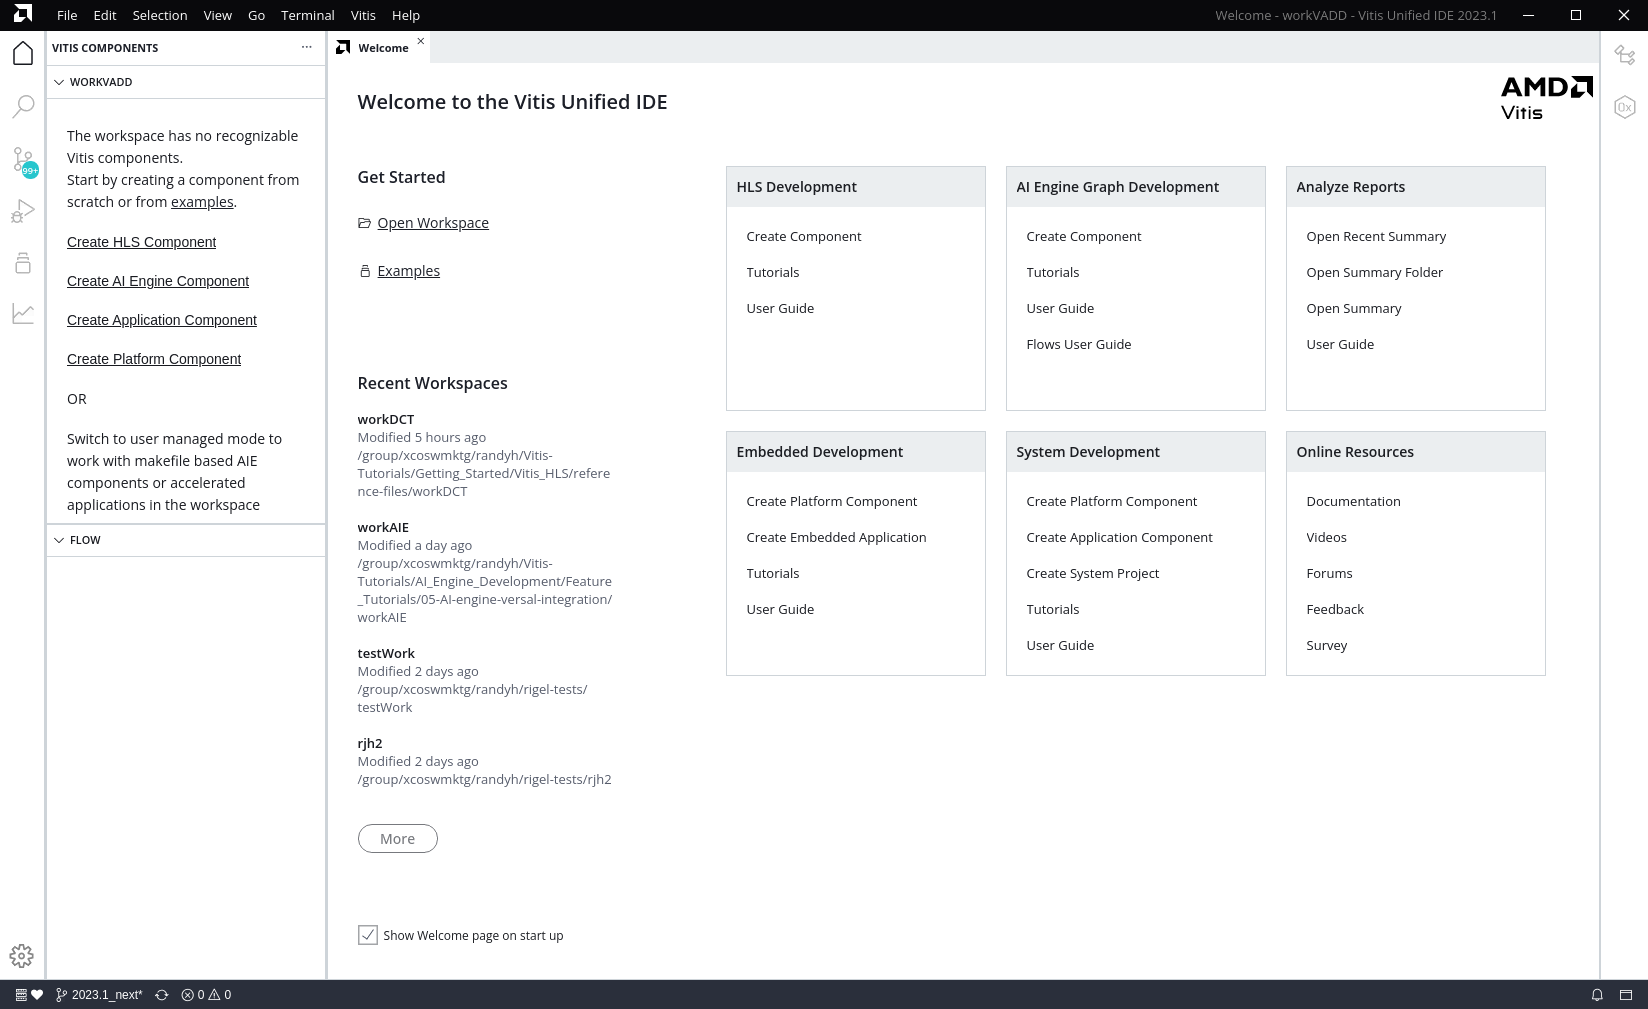 File Edit Selection View Go Terminal Vitis Help
Welcome - workVADD - Vitis Unified IDE 2023.1
VITIS COMPONENTS
WORKVADD
The workspace has no recognizable
Vitis components.
Start by creating a component from
scratch or from examples.
Create HLS Component
Create AI Engine Component
Create Application Component
Create Platform Component
OR
Switch to user managed mode to
work with makefile based AIE
components or accelerated
applications in the workspace
FLOW
99+
Welcome
Welcome to the Vitis Unified IDE
AMD
Vitis
0x
Get Started
Open Workspace
Examples
Recent Workspaces
workDCT
Modified 5 hours ago
/group/xcoswmktg/randyh/Vitis-
Tutorials/Getting_Started/Vitis_HLS/refere
nce-files/workDCT
workAIE
Modified a day ago
/group/xcoswmktg/randyh/Vitis-
Tutorials/AI_Engine_Development/Feature
_Tutorials/05-AI-engine-versal-integration/
workAIE
testWork
Modified 2 days ago
/group/xcoswmktg/randyh/rigel-tests/
testWork
rjh2
Modified 2 days ago
/group/xcoswmktg/randyh/rigel-tests/rjh2
More
Show Welcome page on start up
HLS Development
Create Component
Tutorials
User Guide
AI Engine Graph Development
Create Component
Tutorials
User Guide
Flows User Guide
Analyze Reports
Open Recent Summary
Open Summary Folder
Open Summary
User Guide
Embedded Development
Create Platform Component
Create Embedded Application
Tutorials
User Guide
System Development
Create Platform Component
Create Application Component
Create System Project
Tutorials
User Guide
Online Resources
Documentation
Videos
Forums
Feedback
Survey
2023.1_next* 0 0